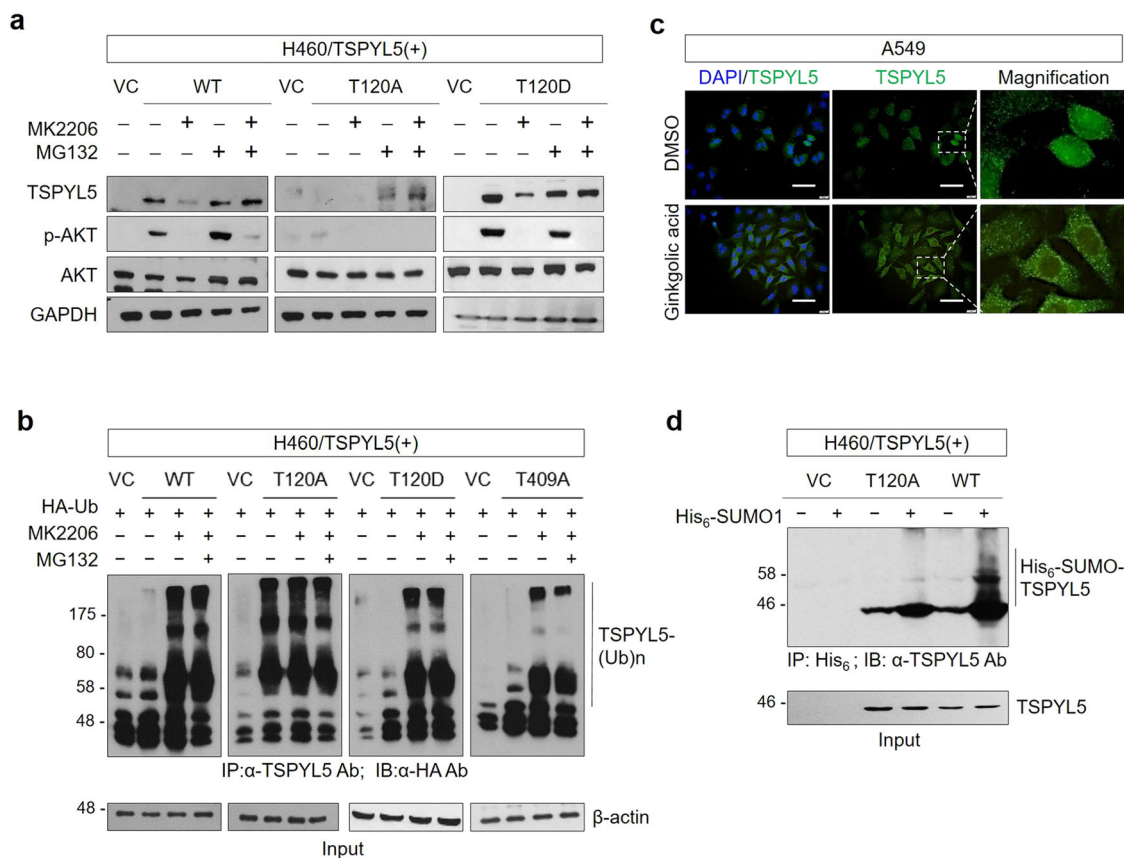 a
H460/TSPYL5(+)
VC WT VC T120A VC T120D
MK2206 – – + – + – – + – + – – + – +
MG132 – – – + + – – – + + – – – + +
TSPYL5
p-AKT
AKT
GAPDH
b
H460/TSPYL5(+)
VC WT VC T120A VC T120D VC T409A
HA-Ub + + + + + + + + + + + + + + + +
MK2206 – – + + – – + + – – + + – – + +
MG132 – – – + – – – + – – – + – – – +
175 -
80 -
58 -
48 -
TSPYL5-
(Ub)n
IP:α-TSPYL5 Ab; IB:α-HA Ab
48 -
β-actin
Input
c
A549
DAPI/TSPYL5 TSPYL5 Magnification
DMSO
Ginkgolic acid
d
H460/TSPYL5(+)
VC T120A WT
His6-SUMO1 – + – + – +
58 -
46 -
His6-SUMO-
TSPYL5
IP: His6 ; IB: α-TSPYL5 Ab
46 -
TSPYL5
Input